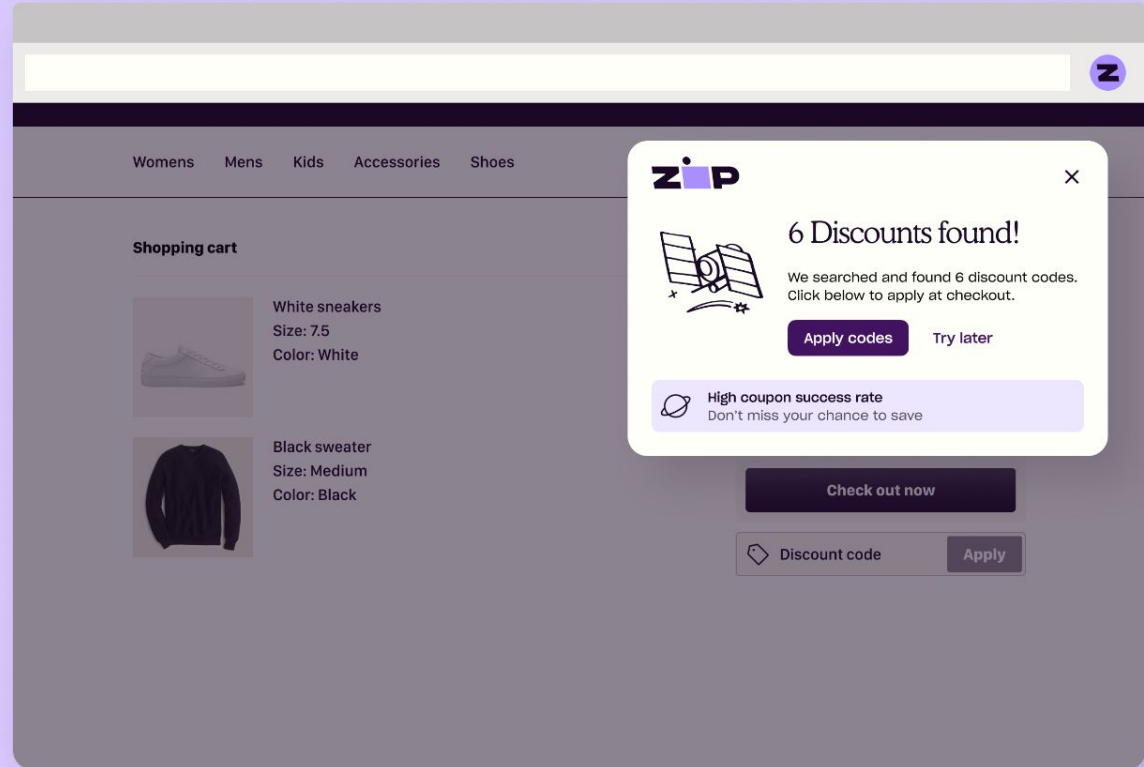 Z
Womens Mens Kids Accessories Shoes
ZIP
6 Discounts found!
We searched and found 6 discount codes.
Click below to apply at checkout.
Apply codes Try later
High coupon success rate
Don't miss your chance to save
Shopping cart
White sneakers
Size: 7.5
Color: White
Black sweater
Size: Medium
Color: Black
Check out now
Discount code Apply